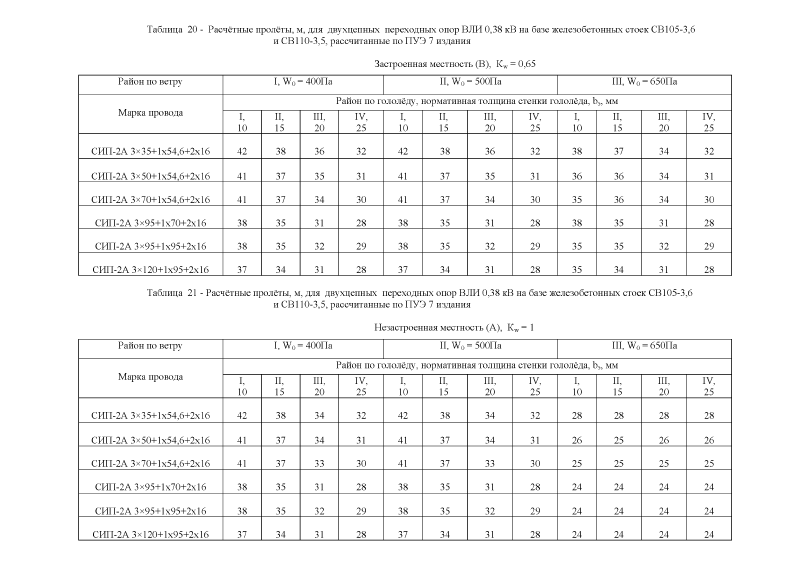 Таблица 20 - Расчётные пролёты, м, для двухцепных переходных опор ВЛИ 0,38 кВ на базе железобетонных стоек СВ105-3,6
и СВ110-3,5, рассчитанные по ПУЭ 7 издания
Застроенная местность (В), Kw = 0,65
Район по ветру I, W0 = 400Па II, W0 = 500Па III, W0 = 650Па
Марка провода Район по гололёду, нормативная толщина стенки гололёда, bэ, мм
I, 10 II, 15 III, 20 IV, 25 I, 10 II, 15 III, 20 IV, 25 I, 10 II, 15 III, 20 IV, 25
СИП-2А 3×35+1х54,6+2х16 42 38 36 32 42 38 36 32 38 37 34 32
СИП-2А 3×50+1х54,6+2х16 41 37 35 31 41 37 35 31 36 36 34 31
СИП-2А 3×70+1х54,6+2х16 41 37 34 30 41 37 34 30 35 36 34 30
СИП-2А 3×95+1х70+2х16 38 35 31 28 38 35 31 28 38 35 31 28
СИП-2А 3×95+1х95+2х16 38 35 32 29 38 35 32 29 35 35 32 29
СИП-2А 3×120+1х95+2х16 37 34 31 28 37 34 31 28 35 34 31 28
Таблица 21 - Расчётные пролёты, м, для двухцепных переходных опор ВЛИ 0,38 кВ на базе железобетонных стоек СВ105-3,6
и СВ110-3,5, рассчитанные по ПУЭ 7 издания
Незастроенная местность (А), Kw = 1
Район по ветру I, W0 = 400Па II, W0 = 500Па III, W0 = 650Па
Марка провода Район по гололёду, нормативная толщина стенки гололёда, bэ, мм
I, 10 II, 15 III, 20 IV, 25 I, 10 II, 15 III, 20 IV, 25 I, 10 II, 15 III, 20 IV, 25
СИП-2А 3×35+1х54,6+2х16 42 38 34 32 42 38 34 32 28 28 28 28
СИП-2А 3×50+1х54,6+2х16 41 37 34 31 41 37 34 31 26 25 26 26
СИП-2А 3×70+1х54,6+2х16 41 37 33 30 41 37 33 30 25 25 25 25
СИП-2А 3×95+1х70+2х16 38 35 31 28 38 35 31 28 24 24 24 24
СИП-2А 3×95+1х95+2х16 38 35 32 29 38 35 32 29 24 24 24 24
СИП-2А 3×120+1х95+2х16 37 34 31 28 37 34 31 28 24 24 24 24